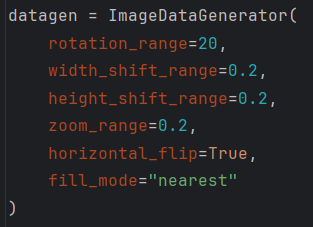 datagen = ImageDataGenerator(
    rotation_range=20,
    width_shift_range=0.2,
    height_shift_range=0.2,
    zoom_range=0.2,
    horizontal_flip=True,
    fill_mode="nearest"
)